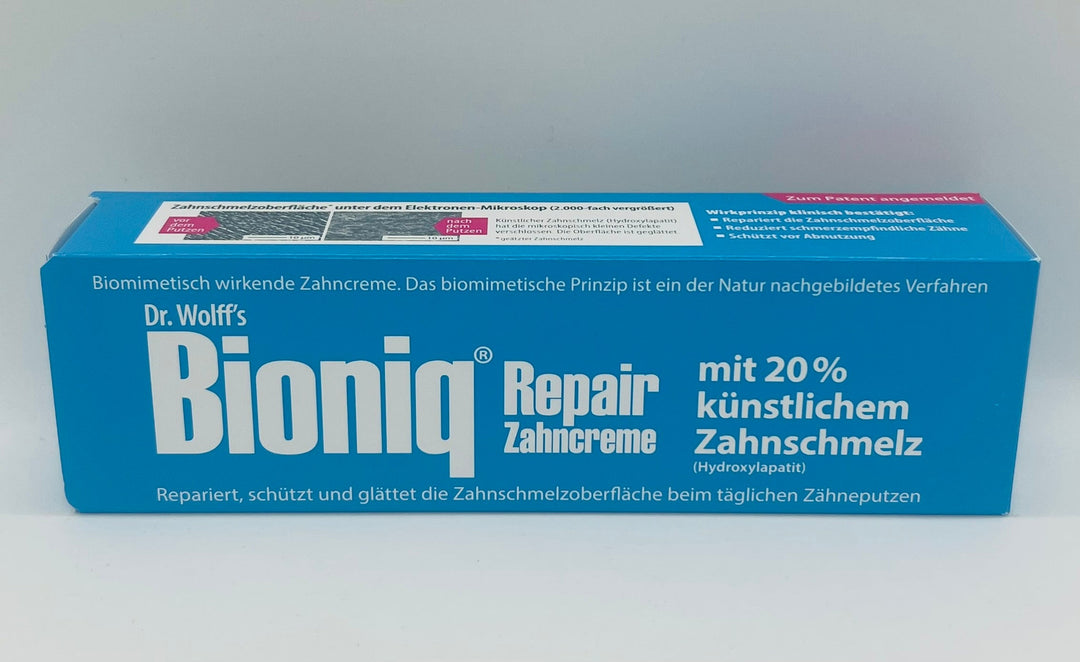 Zahnschmelzoberfläche* unter dem Elektronen-Mikroskop (2.000-fach vergrößert)
vor
dem
Putzen
10 µm
nach
dem
Putzen
10 µm
Künstlicher Zahnschmelz (Hydroxylapatit)
hat die mikroskopisch kleinen Defekte
verschlossen. Die Oberfläche ist geglättet
*geätzter Zahnschmelz
Zum Patent angemeldet
Wirkprinzip klinisch bestätigt:
▪ Repariert die Zahnschmelzoberfläche
▪ Reduziert schmerzempfindliche Zähne
▪ Schützt vor Abnutzung
Biomimetisch wirkende Zahncreme. Das biomimetische Prinzip ist ein der Natur nachgebildetes Verfahren
Dr. Wolff's
Bioniq®
Repair
Zahncreme
mit 20%
künstlichem
Zahnschmelz
(Hydroxylapatit)
Repariert, schützt und glättet die Zahnschmelzoberfläche beim täglichen Zähneputzen